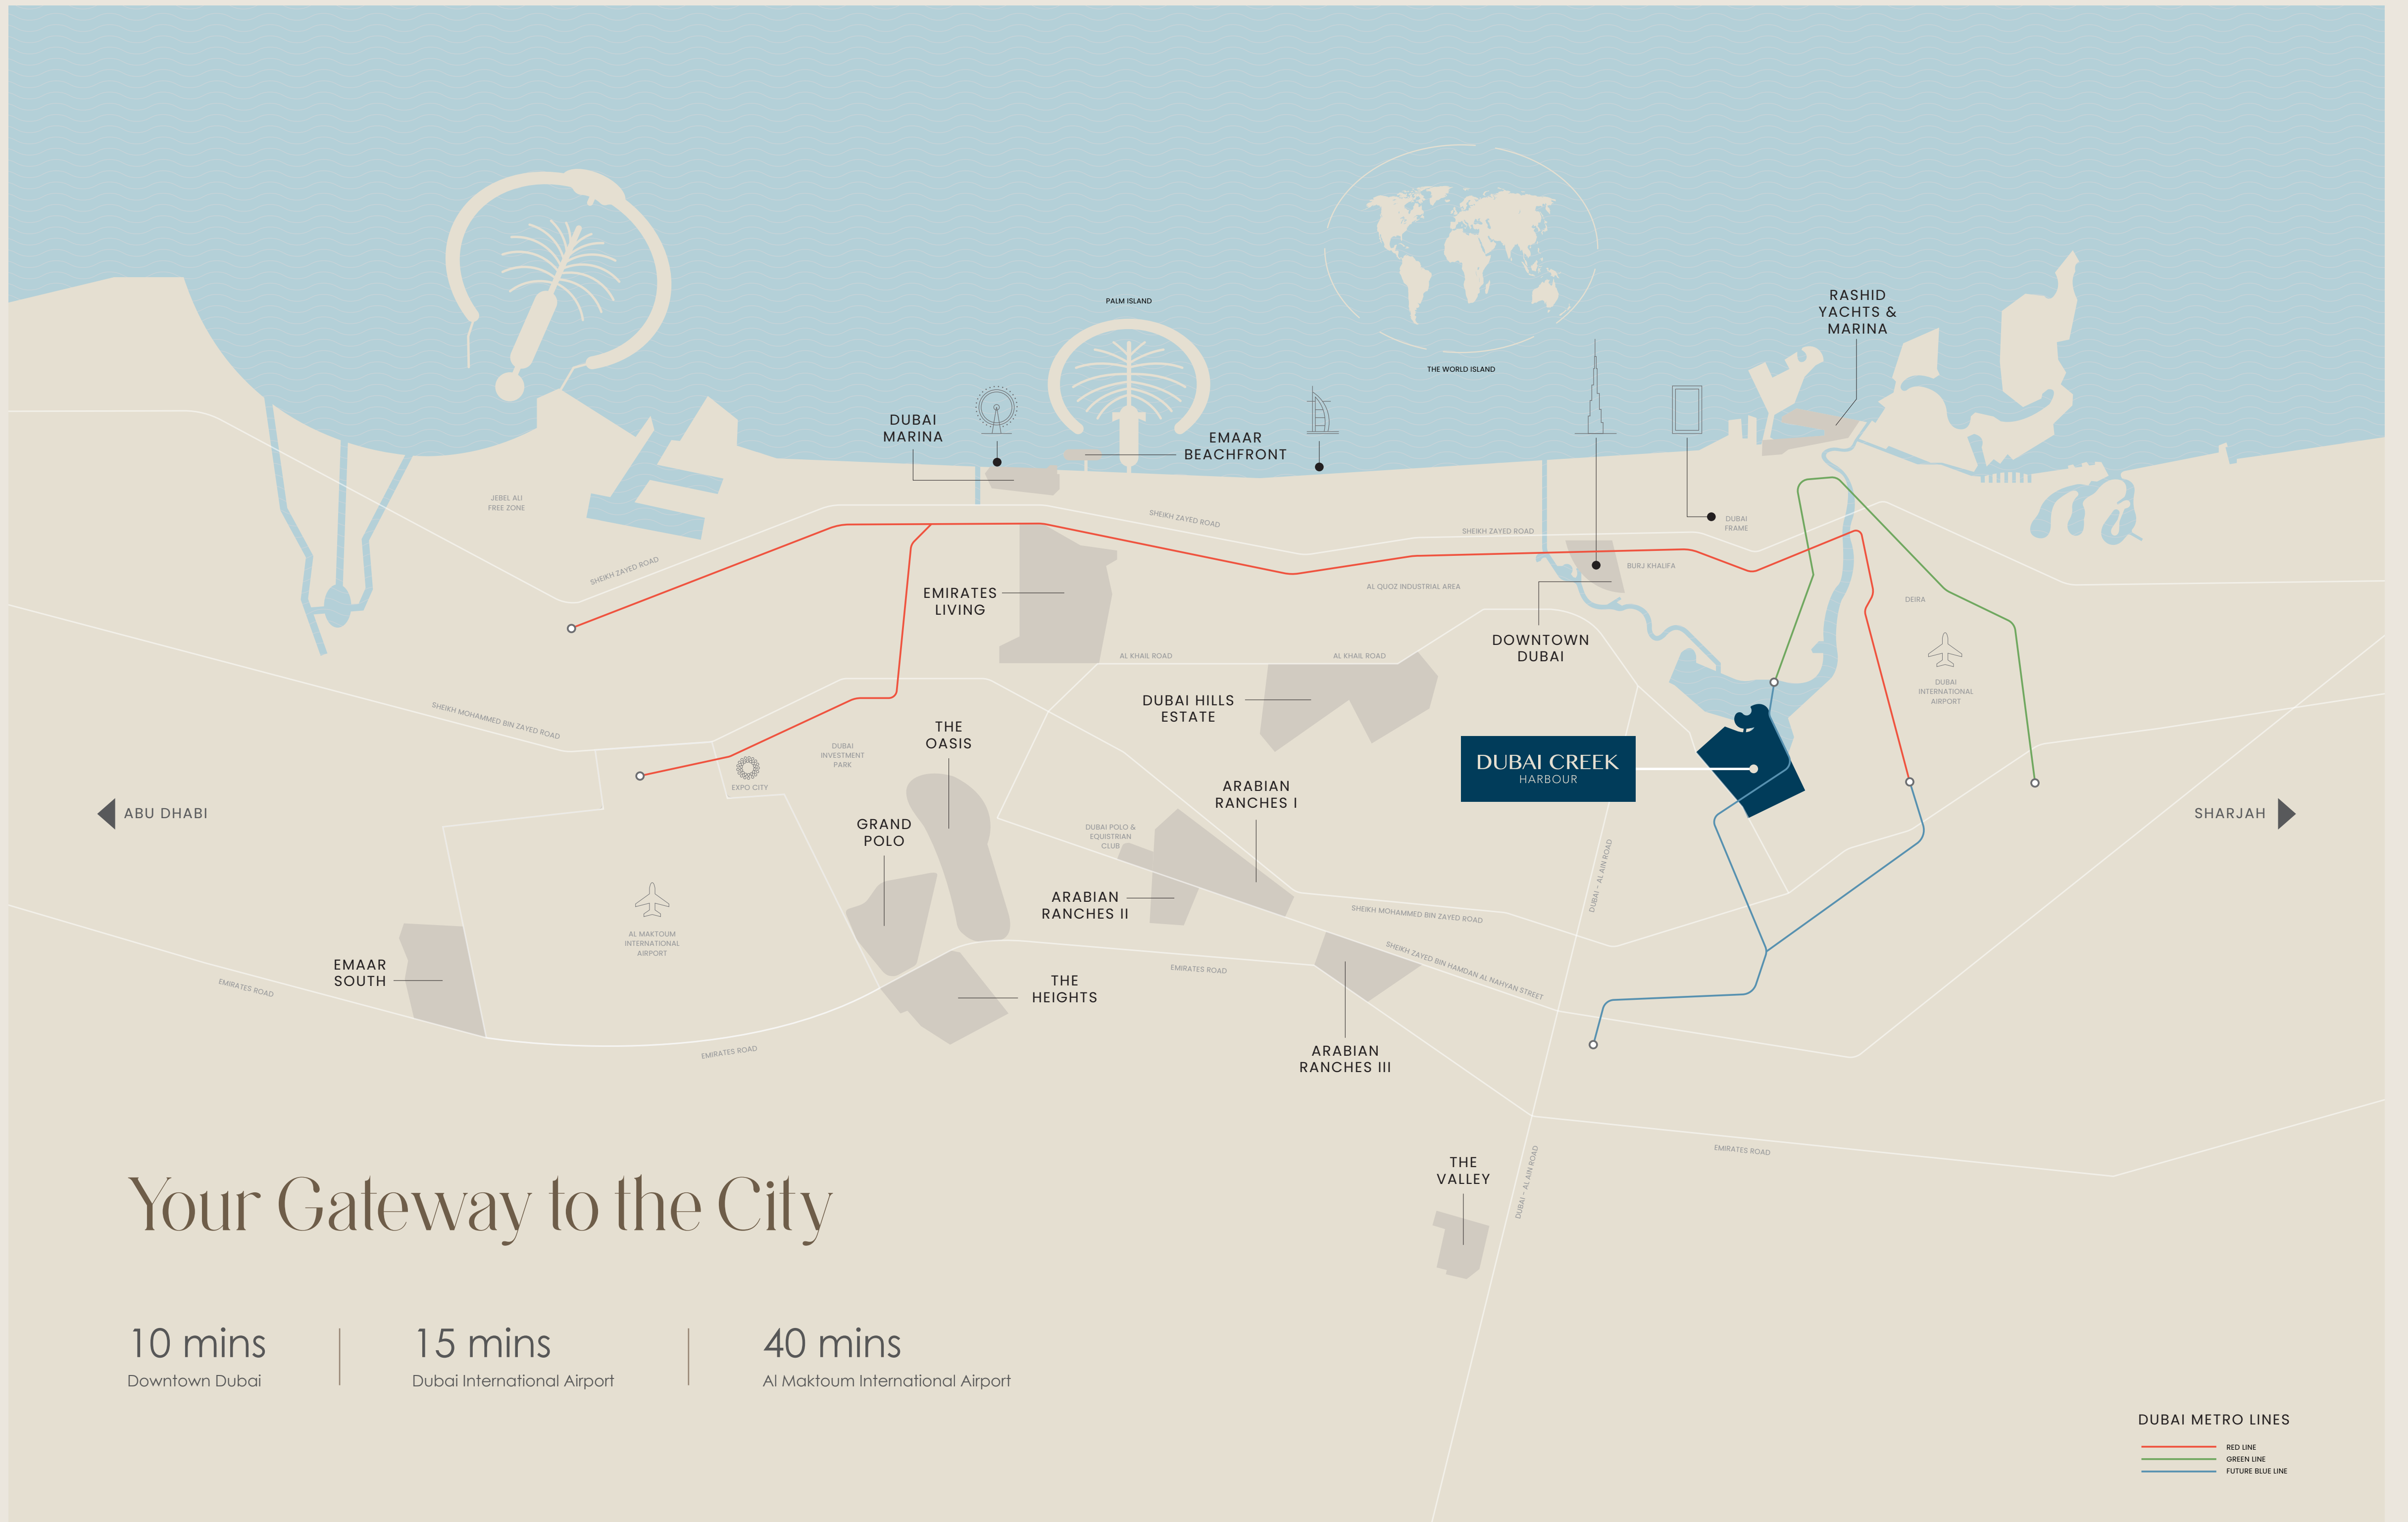 PALM ISLAND
THE WORLD ISLAND
RASHID
YACHTS &
MARINA
DUBAI
MARINA
EMAAR
BEACHFRONT
JEBEL ALI
FREE ZONE
SHEIKH ZAYED ROAD
SHEIKH ZAYED ROAD
SHEIKH ZAYED ROAD
DUBAI
FRAME
BURJ KHALIFA
AL QUOZ INDUSTRIAL AREA
EMIRATES
LIVING
DEIRA
DOWNTOWN
DUBAI
AL KHAIL ROAD
AL KHAIL ROAD
DUBAI
INTERNATIONAL
AIRPORT
DUBAI HILLS
ESTATE
SHEIKH MOHAMMED BIN ZAYED ROAD
THE
OASIS
DUBAI
INVESTMENT
PARK
EXPO CITY
DUBAI CREEK
HARBOUR
ARABIAN
RANCHES I
ABU DHABI
SHARJAH
GRAND
POLO
DUBAI POLO &
EQUISTRIAN
CLUB
DUBAI - AL AIN ROAD
ARABIAN
RANCHES II
SHEIKH MOHAMMED BIN ZAYED ROAD
AL MAKTOUM
INTERNATIONAL
AIRPORT
EMAAR
SOUTH
EMIRATES ROAD
EMIRATES ROAD
SHEIKH ZAYED BIN HAMDAN AL NAHYAN STREET
THE
HEIGHTS
EMIRATES ROAD
ARABIAN
RANCHES III
EMIRATES ROAD
THE
VALLEY
DUBAI - AL AIN ROAD
Your Gateway to the City
10 mins
Downtown Dubai
15 mins
Dubai International Airport
40 mins
Al Maktoum International Airport
DUBAI METRO LINES
RED LINE
GREEN LINE
FUTURE BLUE LINE